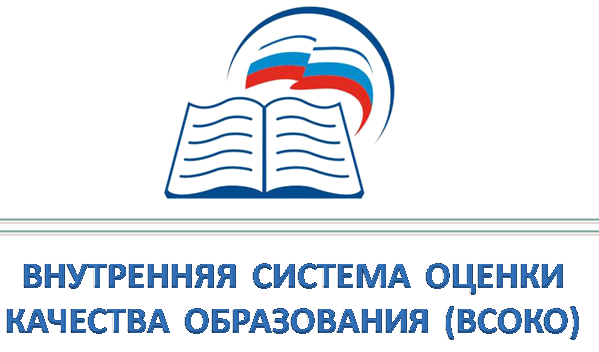 ВНУТРЕННЯЯ СИСТЕМА ОЦЕНКИ
КАЧЕСТВА ОБРАЗОВАНИЯ (ВСОКО)